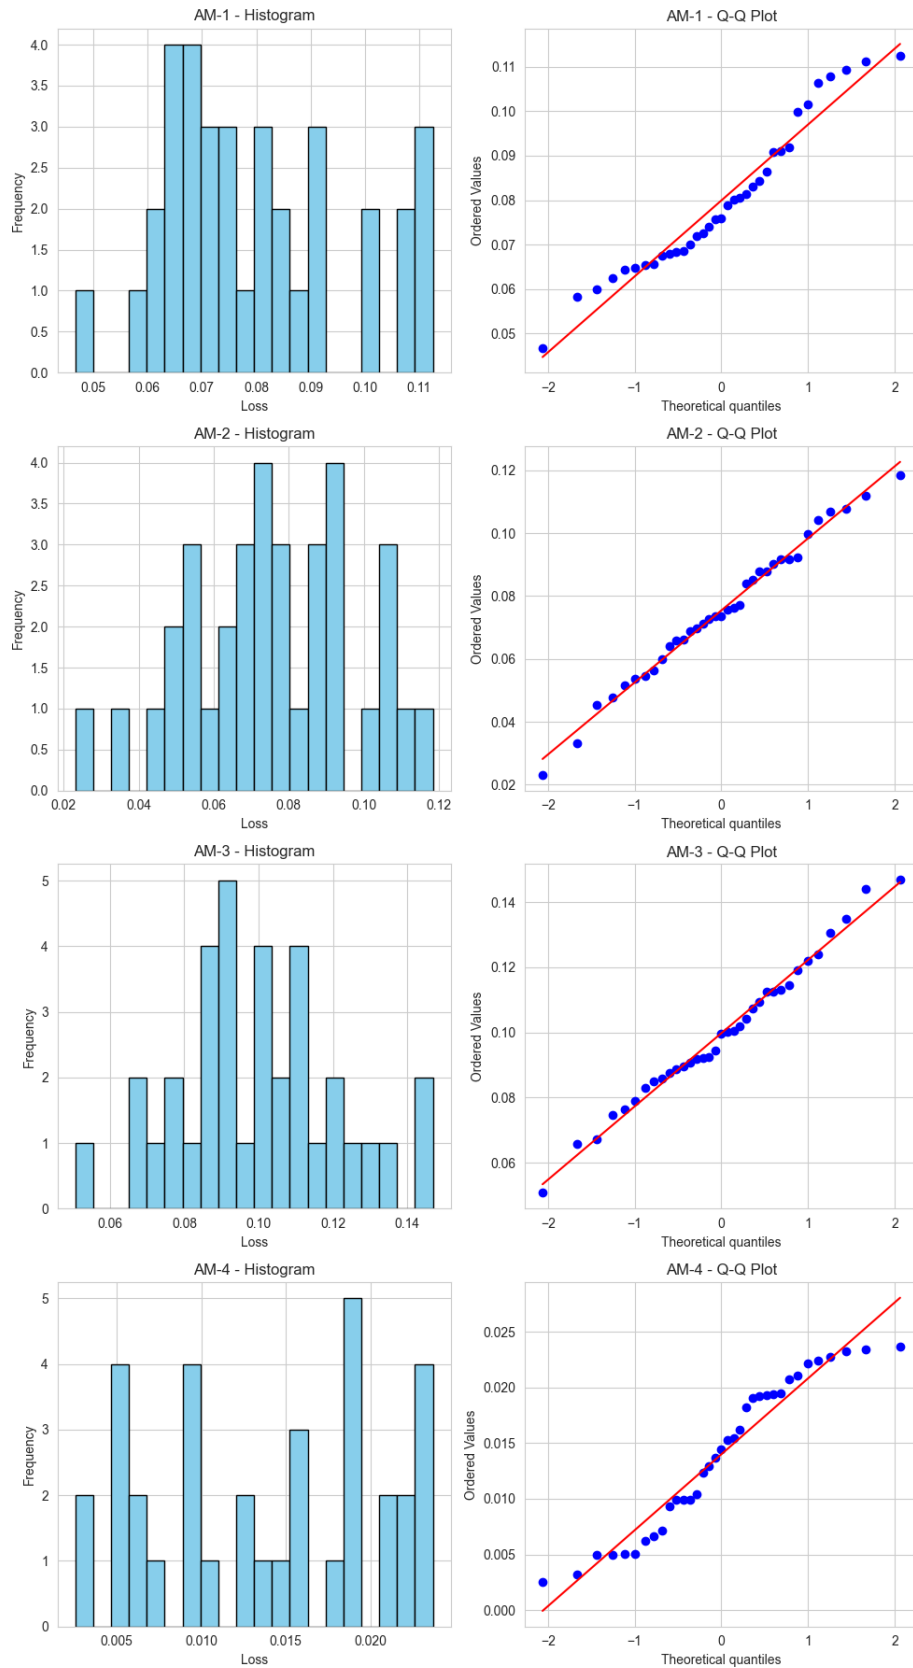 AM-1 - Histogram
4.0
3.5
3.0
2.5
2.0
1.5
1.0
0.5
0.0
Frequency
0.05 0.06 0.07 0.08 0.09 0.10 0.11
Loss
AM-1 - Q-Q Plot
0.11
0.10
0.09
0.08
0.07
0.06
0.05
Ordered Values
−2 −1 0 1 2
Theoretical quantiles
AM-2 - Histogram
4.0
3.5
3.0
2.5
2.0
1.5
1.0
0.5
0.0
Frequency
0.02 0.04 0.06 0.08 0.10 0.12
Loss
AM-2 - Q-Q Plot
0.12
0.10
0.08
0.06
0.04
0.02
Ordered Values
−2 −1 0 1 2
Theoretical quantiles
AM-3 - Histogram
5
4
3
2
1
0
Frequency
0.06 0.08 0.10 0.12 0.14
Loss
AM-3 - Q-Q Plot
0.14
0.12
0.10
0.08
0.06
Ordered Values
−2 −1 0 1 2
Theoretical quantiles
AM-4 - Histogram
5
4
3
2
1
0
Frequency
0.005 0.010 0.015 0.020
Loss
AM-4 - Q-Q Plot
0.025
0.020
0.015
0.010
0.005
0.000
Ordered Values
−2 −1 0 1 2
Theoretical quantiles